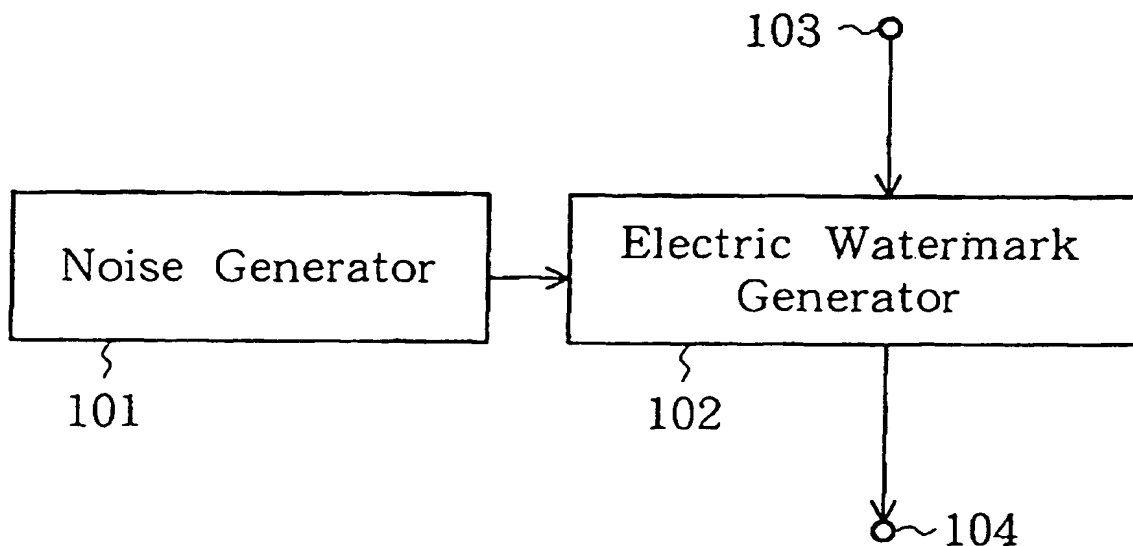 103
Noise Generator
Electric Watermark
Generator
101
102
104